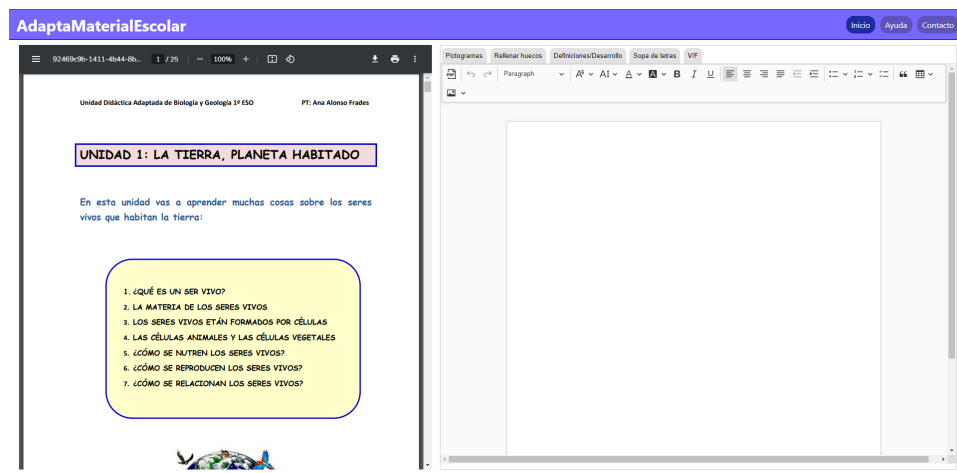 AdaptaMaterialEscolar
Inicio Ayuda Contacto
92469c9b-1411-4b44-8b... 1 / 25 100%
Unidad Didáctica Adaptada de Biología y Geología 1º ESO PT: Ana Alonso Frades
UNIDAD 1: LA TIERRA, PLANETA HABITADO
En esta unidad vas a aprender muchas cosas sobre los seres
vivos que habitan la tierra:
1. ¿QUÉ ES UN SER VIVO?
2. LA MATERIA DE LOS SERES VIVOS
3. LOS SERES VIVOS ETÁN FORMADOS POR CÉLULAS
4. LAS CÉLULAS ANIMALES Y LAS CÉLULAS VEGETALES
5. ¿CÓMO SE NUTREN LOS SERES VIVOS?
6. ¿CÓMO SE REPRODUCEN LOS SERES VIVOS?
7. ¿CÓMO SE RELACIONAN LOS SERES VIVOS?
Pictogramas Rellenar huecos Definiciones/Desarrollo Sopa de letras V/F
Paragraph